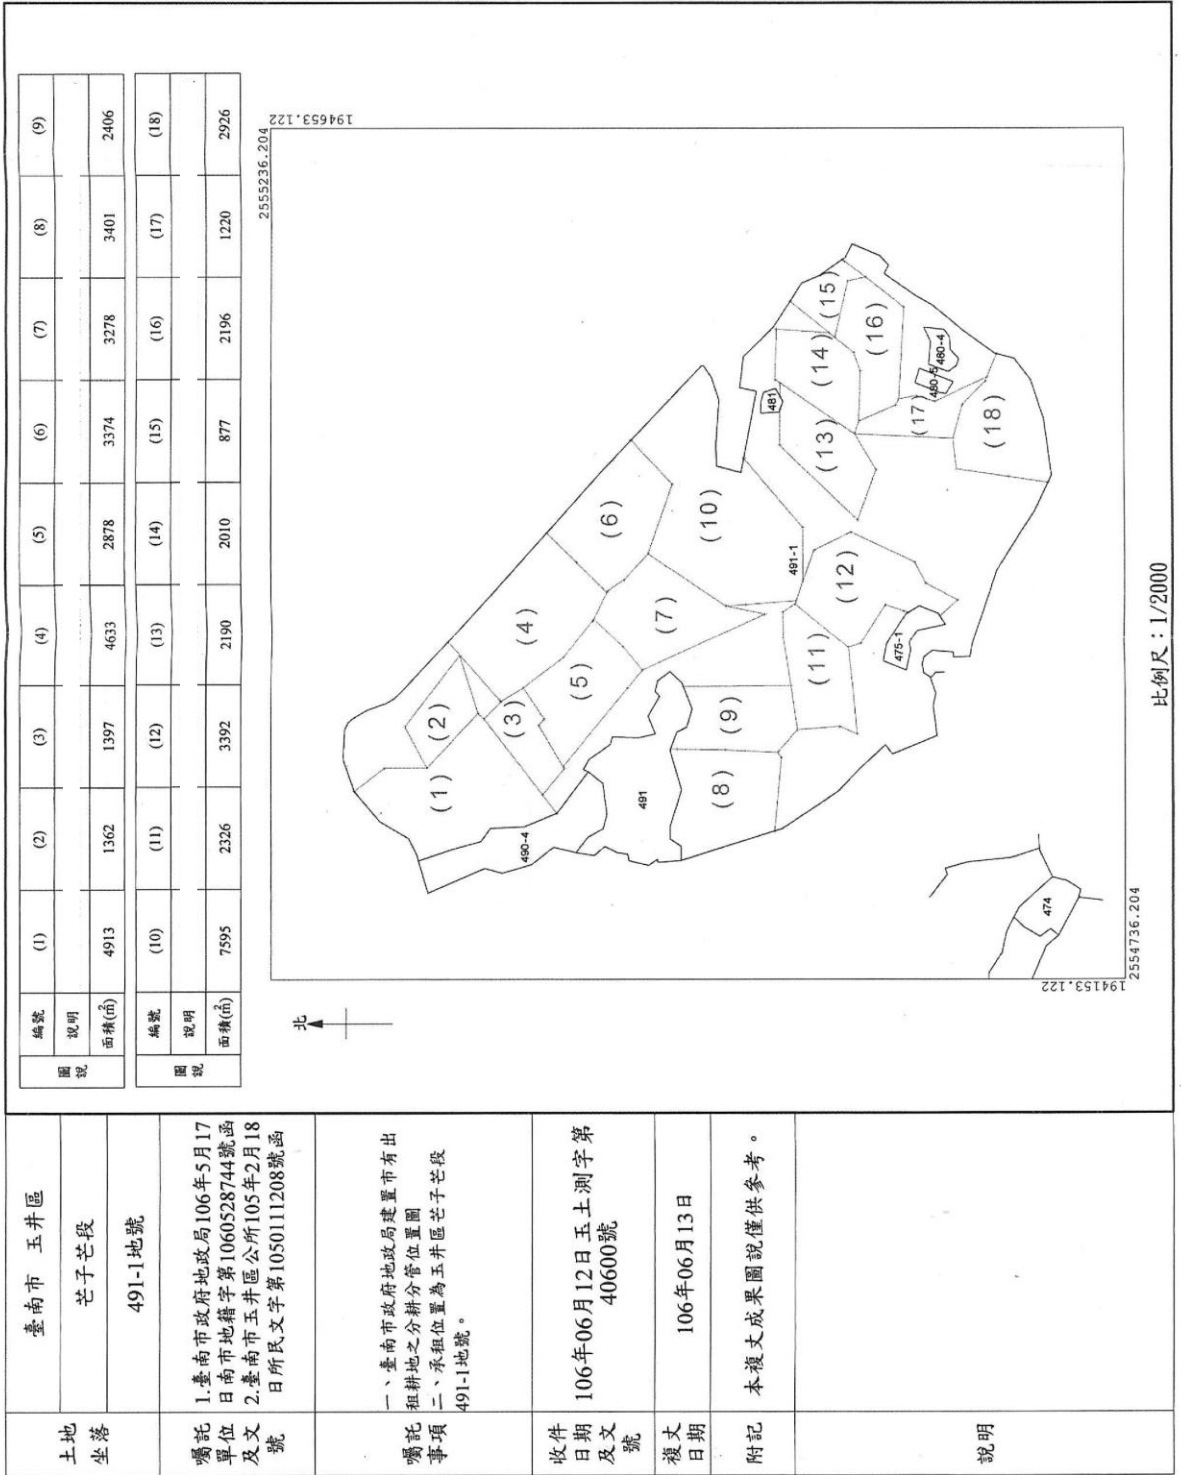 土地
坐落
臺南市 玉井區
芒子芒段
491-1地號
囑託
單位
及文
號
1.臺南市政府地政局106年5月17
日南市地籍字第1060528744號函
2.臺南市玉井區公所105年2月18
日所民文字第1050111208號函
囑託
事項
一、臺南市政府地政局建置市有出
租耕地之分耕分管位置圖
二、承租位置為玉井區芒子芒段
491-1地號。
收件
日期
及文
號
106年06月12日玉土測字第
40600號
複丈
日期
106年06月13日
附記
本複丈成果圖說僅供參考。
說明
圖說
編號 (1) (2) (3) (4) (5) (6) (7) (8) (9)
說明
面積(㎡) 4913 1362 1397 4633 2878 3374 3278 3401 2406
圖說
編號 (10) (11) (12) (13) (14) (15) (16) (17) (18)
說明
面積(㎡) 7595 2326 3392 2190 2010 877 2196 1220 2926
北
2555236.204
194653.122
(1)
(2)
(3)
(4)
(5)
(6)
(7)
(8)
(9)
(10)
(11)
(12)
(13)
(14)
(15)
(16)
(17)
(18)
490-4
491
491-1
481
480-5
480-4
475-1
474
194153.122
2554736.204
比例尺：1/2000